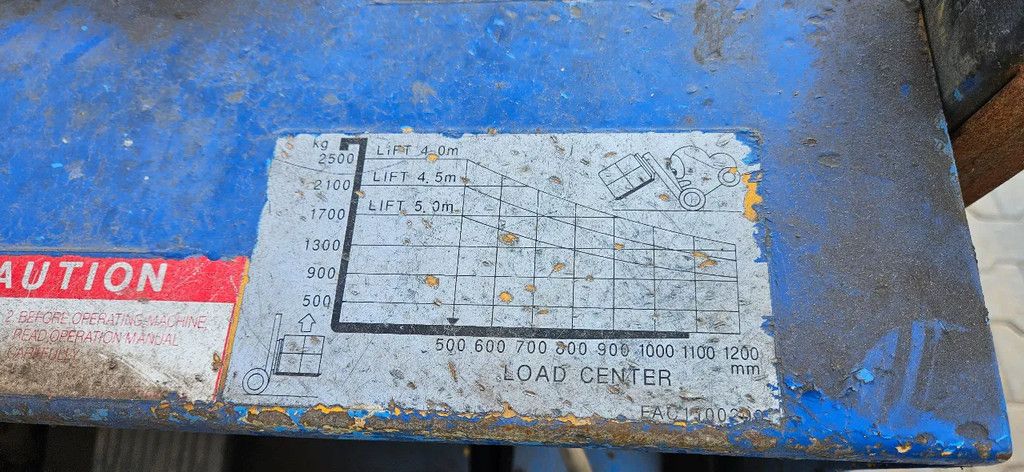 kg
2500
2100
1700
1300
900
500
LIFT 4.0m
LIFT 4.5m
LIFT 5.0m
500 600 700 800 900 1000 1100 1200
mm
LOAD CENTER
AUTION
2. BEFORE OPERATING MACHINE,
READ OPERATION MANUAL
CAREFULLY